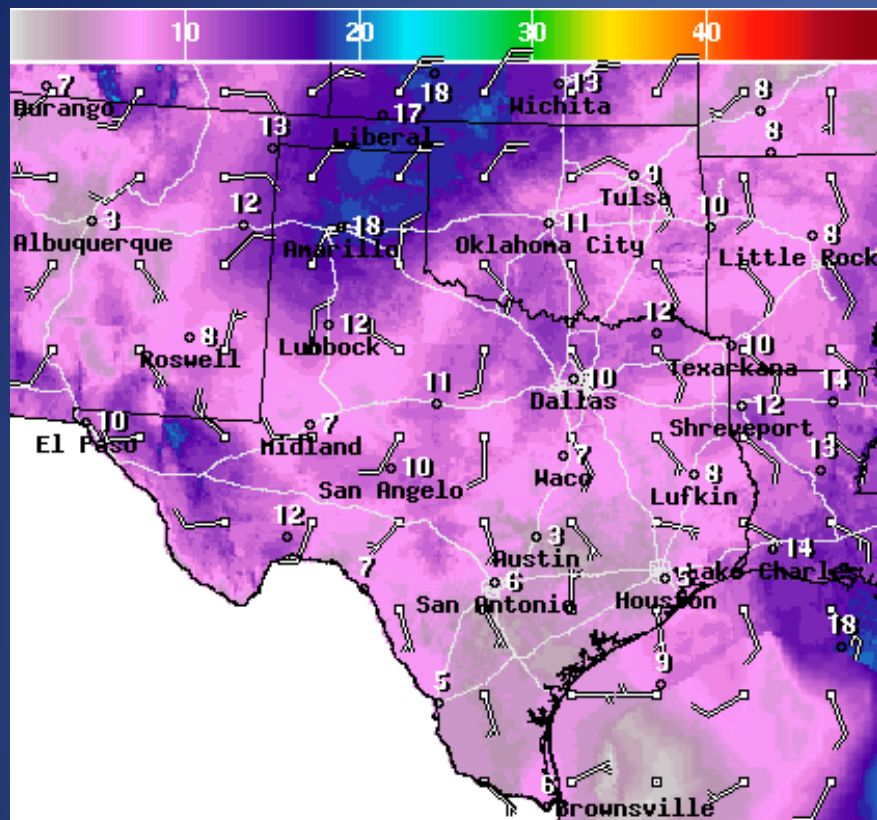 10 20 30 40
7 18 13 8
Durango Wichita
17
Liberal
13 8
9
Tulsa
3 12 18 11 10 8
Albuquerque Amarillo Oklahoma City Little Rock
8 12 12 10
Roswell Lubbock Texarkana
10
11 Dallas 12 14
10 7 Shreveport
El Paso Midland 7 13
10 Waco 8
San Angelo Lufkin
12 3 14
Austin Lake Charles
7 6 5
San Antonio Houston
18
9
5
6
Brownsville